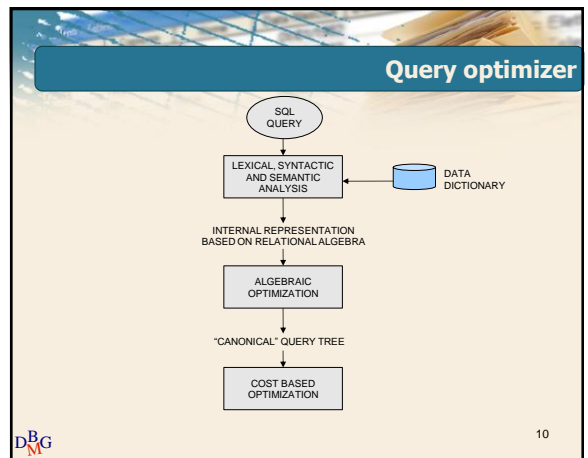 Query optimizer
SQL
QUERY
LEXICAL, SYNTACTIC
AND SEMANTIC
ANALYSIS
DATA
DICTIONARY
INTERNAL REPRESENTATION
BASED ON RELATIONAL ALGEBRA
ALGEBRAIC
OPTIMIZATION
“CANONICAL” QUERY TREE
COST BASED
OPTIMIZATION
DBMG
10